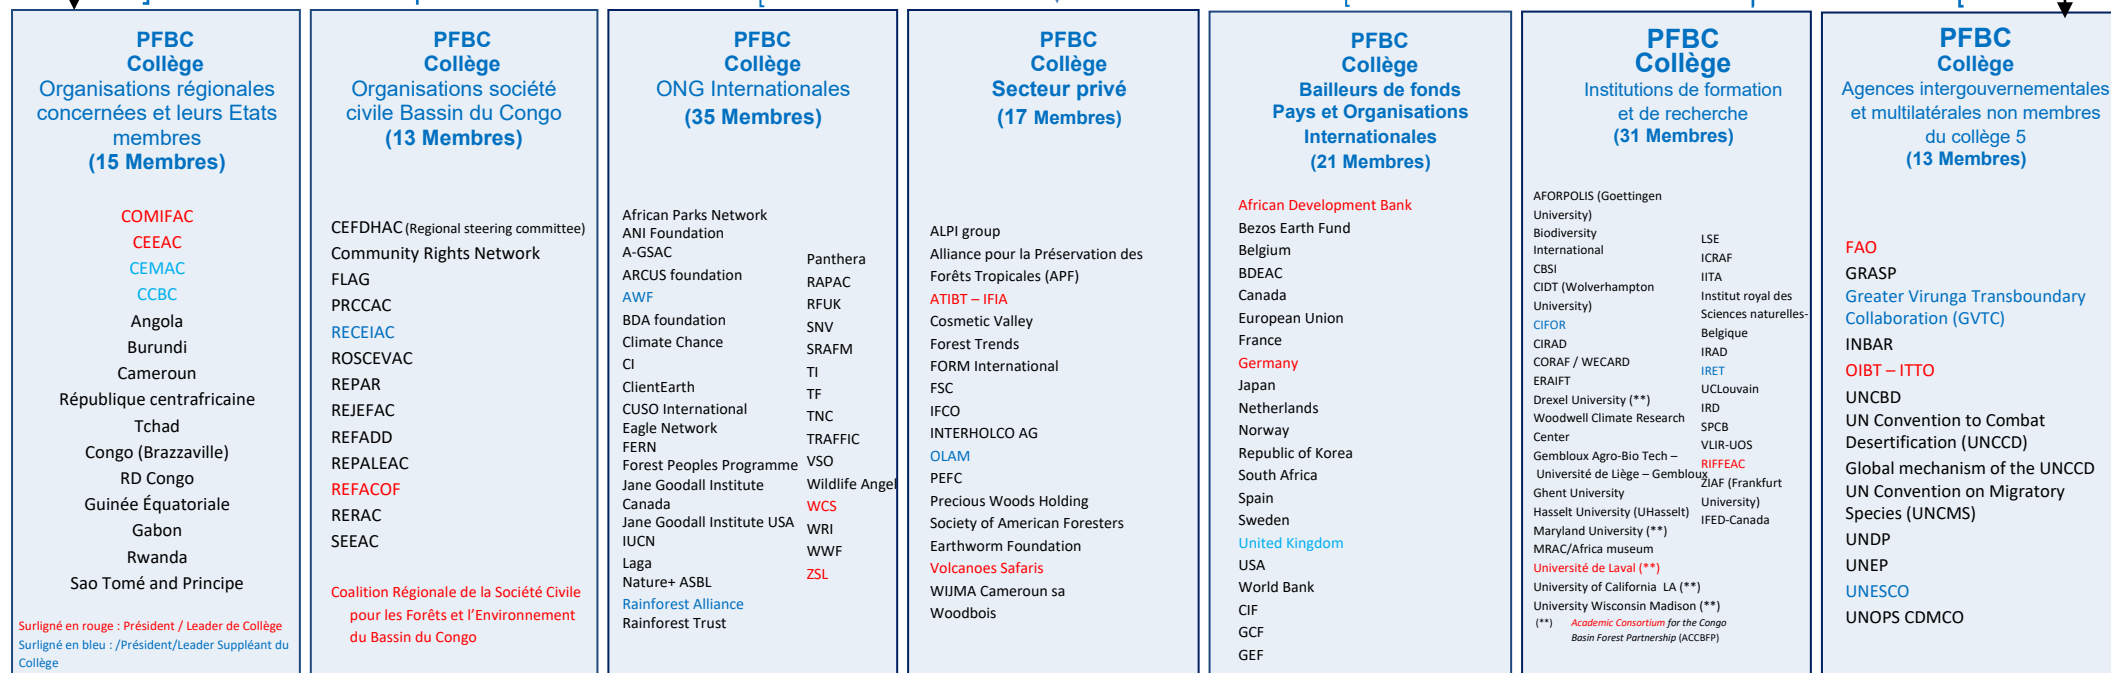 PFBC
Collège
Organisations régionales
concernées et leurs Etats
membres
(15 Membres)
COMIFAC
CEEAC
CEMAC
CCBC
Angola
Burundi
Cameroun
République centrafricaine
Tchad
Congo (Brazzaville)
RD Congo
Guinée Équatoriale
Gabon
Rwanda
Sao Tomé and Principe
Surligné en rouge : Président / Leader de Collège
Surligné en bleu : /Président/Leader Suppléant du
Collège
PFBC
Collège
Organisations société
civile Bassin du Congo
(13 Membres)
CEFDHAC (Regional steering committee)
Community Rights Network
FLAG
PRCCAC
RECEIAC
ROSCEVAC
REPAR
REJEFAC
REFADD
REPALEAC
REFACOF
RERAC
SEEAC
Coalition Régionale de la Société Civile
pour les Forêts et l'Environnement
du Bassin du Congo
PFBC
Collège
ONG Internationales
(35 Membres)
African Parks Network
ANI Foundation
A-GSAC
ARCUS foundation
AWF
BDA foundation
Climate Chance
CI
ClientEarth
CUSO International
Eagle Network
FERN
Forest Peoples Programme
Jane Goodall Institute
Canada
Jane Goodall Institute USA
IUCN
Laga
Nature+ ASBL
Rainforest Alliance
Rainforest Trust
Panthera
RAPAC
RFUK
SNV
SRAFM
TI
TF
TNC
TRAFFIC
VSO
Wildlife Angel
WCS
WRI
WWF
ZSL
PFBC
Collège
Secteur privé
(17 Membres)
ALPI group
Alliance pour la Préservation des
Forêts Tropicales (APF)
ATIBT – IFIA
Cosmetic Valley
Forest Trends
FORM International
FSC
IFCO
INTERHOLCO AG
OLAM
PEFC
Precious Woods Holding
Society of American Foresters
Earthworm Foundation
Volcanoes Safaris
WIJMA Cameroun sa
Woodbois
PFBC
Collège
Bailleurs de fonds
Pays et Organisations
Internationales
(21 Membres)
African Development Bank
Bezos Earth Fund
Belgium
BDEAC
Canada
European Union
France
Germany
Japan
Netherlands
Norway
Republic of Korea
South Africa
Spain
Sweden
United Kingdom
USA
World Bank
CIF
GCF
GEF
PFBC
Collège
Institutions de formation
et de recherche
(31 Membres)
AFORPOLIS (Goettingen
University)
Biodiversity
International
CBSI
CIDT (Wolverhampton
University)
CIFOR
CIRAD
CORAF / WECARD
ERAIFT
Drexel University (**)
Woodwell Climate Research
Center
Gembloux Agro-Bio Tech –
Université de Liège – Gembloux
Ghent University
Hasselt University (UHasselt)
Maryland University (**)
MRAC/Africa museum
Université de Laval (**)
University of California LA (**)
University Wisconsin Madison (**)
(**) Academic Consortium for the Congo
Basin Forest Partnership (ACCBFP)
LSE
ICRAF
IITA
Institut royal des
Sciences naturelles-
Belgique
IRAD
IRET
UCLouvain
IRD
SPCB
VLIR-UOS
RIFFEAC
ZIAF (Frankfurt
University)
IFED-Canada
PFBC
Collège
Agences intergouvernementales
et multilatérales non membres
du collège 5
(13 Membres)
FAO
GRASP
Greater Virunga Transboundary
Collaboration (GVTC)
INBAR
OIBT – ITTO
UNCBD
UN Convention to Combat
Desertification (UNCCD)
Global mechanism of the UNCCD
UN Convention on Migratory
Species (UNCMS)
UNDP
UNEP
UNESCO
UNOPS CDMCO